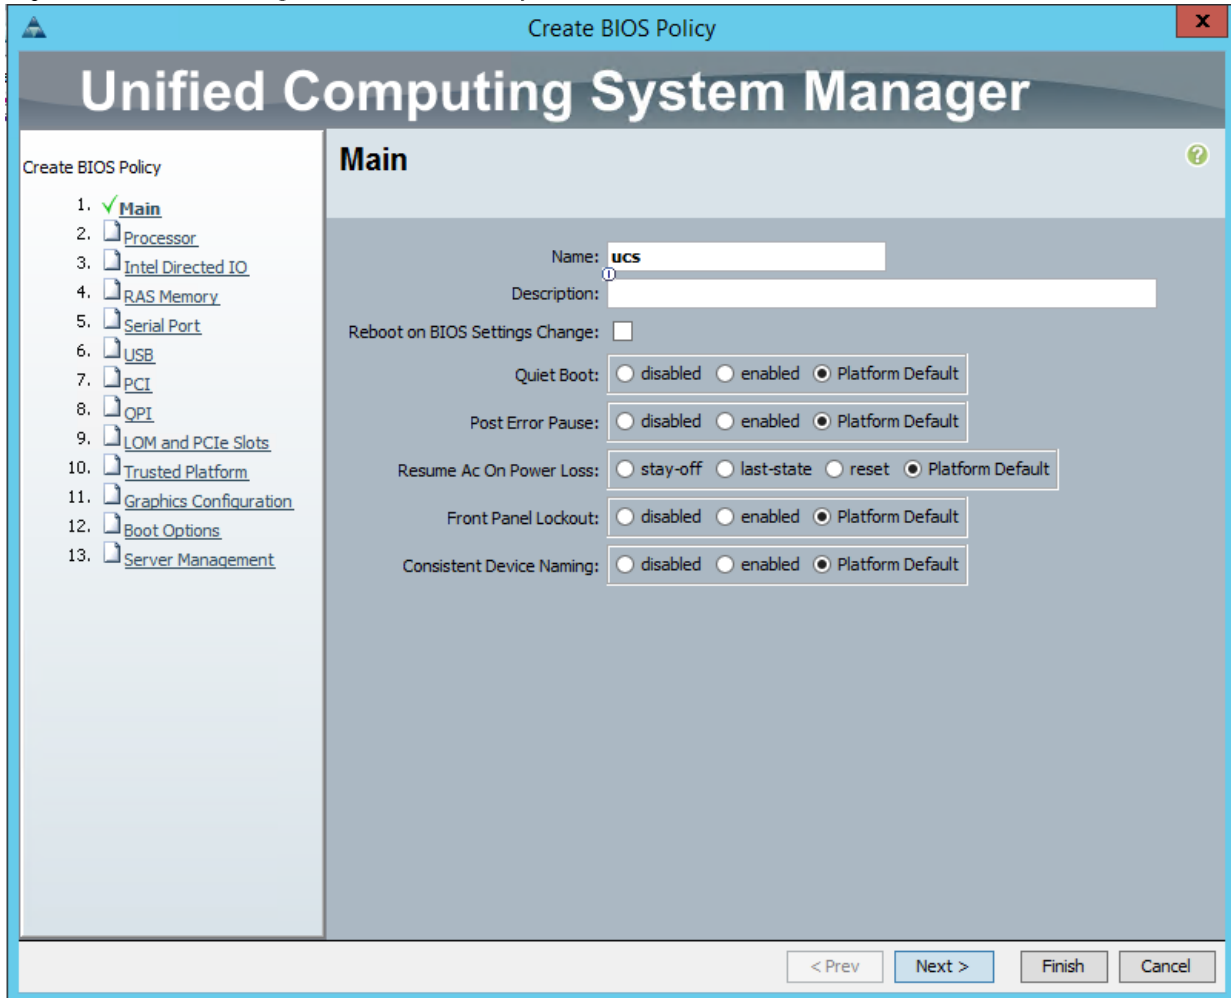 Create BIOS Policy
X
Unified Computing System Manager
Create BIOS Policy
1. Main
2. Processor
3. Intel Directed IO
4. RAS Memory
5. Serial Port
6. USB
7. PCI
8. QPI
9. LOM and PCIe Slots
10. Trusted Platform
11. Graphics Configuration
12. Boot Options
13. Server Management
Main
?
Name: ucs
Description:
Reboot on BIOS Settings Change:
Quiet Boot: disabled enabled Platform Default
Post Error Pause: disabled enabled Platform Default
Resume Ac On Power Loss: stay-off last-state reset Platform Default
Front Panel Lockout: disabled enabled Platform Default
Consistent Device Naming: disabled enabled Platform Default
< Prev Next > Finish Cancel